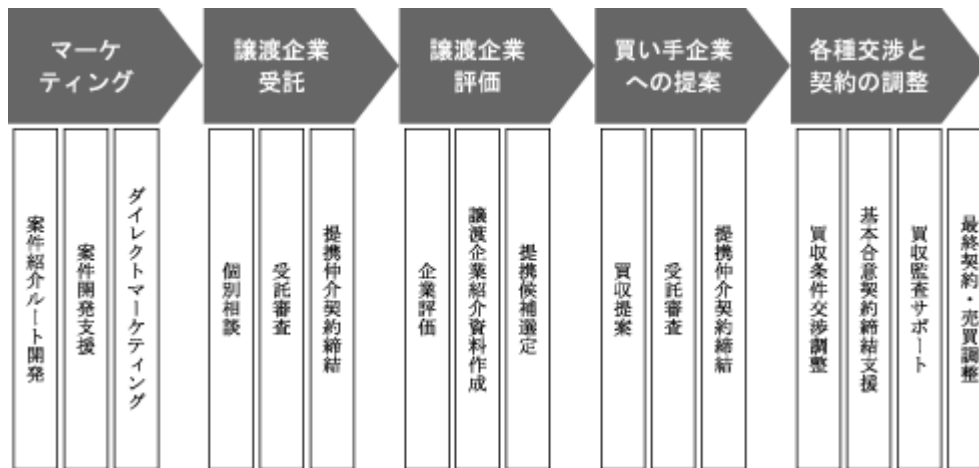 マーケ
ティング
譲渡企業
受託
譲渡企業
評価
買い手企業
への提案
各種交渉と
契約の調整
案件紹介ルート開発
案件開発支援
ダイレクトマーケティング
個別相談
受託審査
提携仲介契約締結
企業評価
譲渡企業紹介資料作成
提携候補選定
買収提案
受託審査
提携仲介契約締結
買収条件交渉調整
基本合意契約締結支援
買収監査サポート
最終契約・売買調整